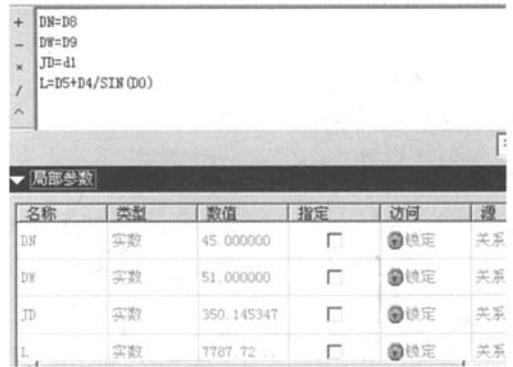 +
-
×
/
^
DN=D8
DW=D9
JD=d1
L=D5+D4/SIN(D0)
局部参数
名称 类型 数值 指定 访问 源
DN 实数 45.000000 锁定 关系
DW 实数 51.000000 锁定 关系
JD 实数 350.145347 锁定 关系
L 实数 7787.72... 锁定 关系